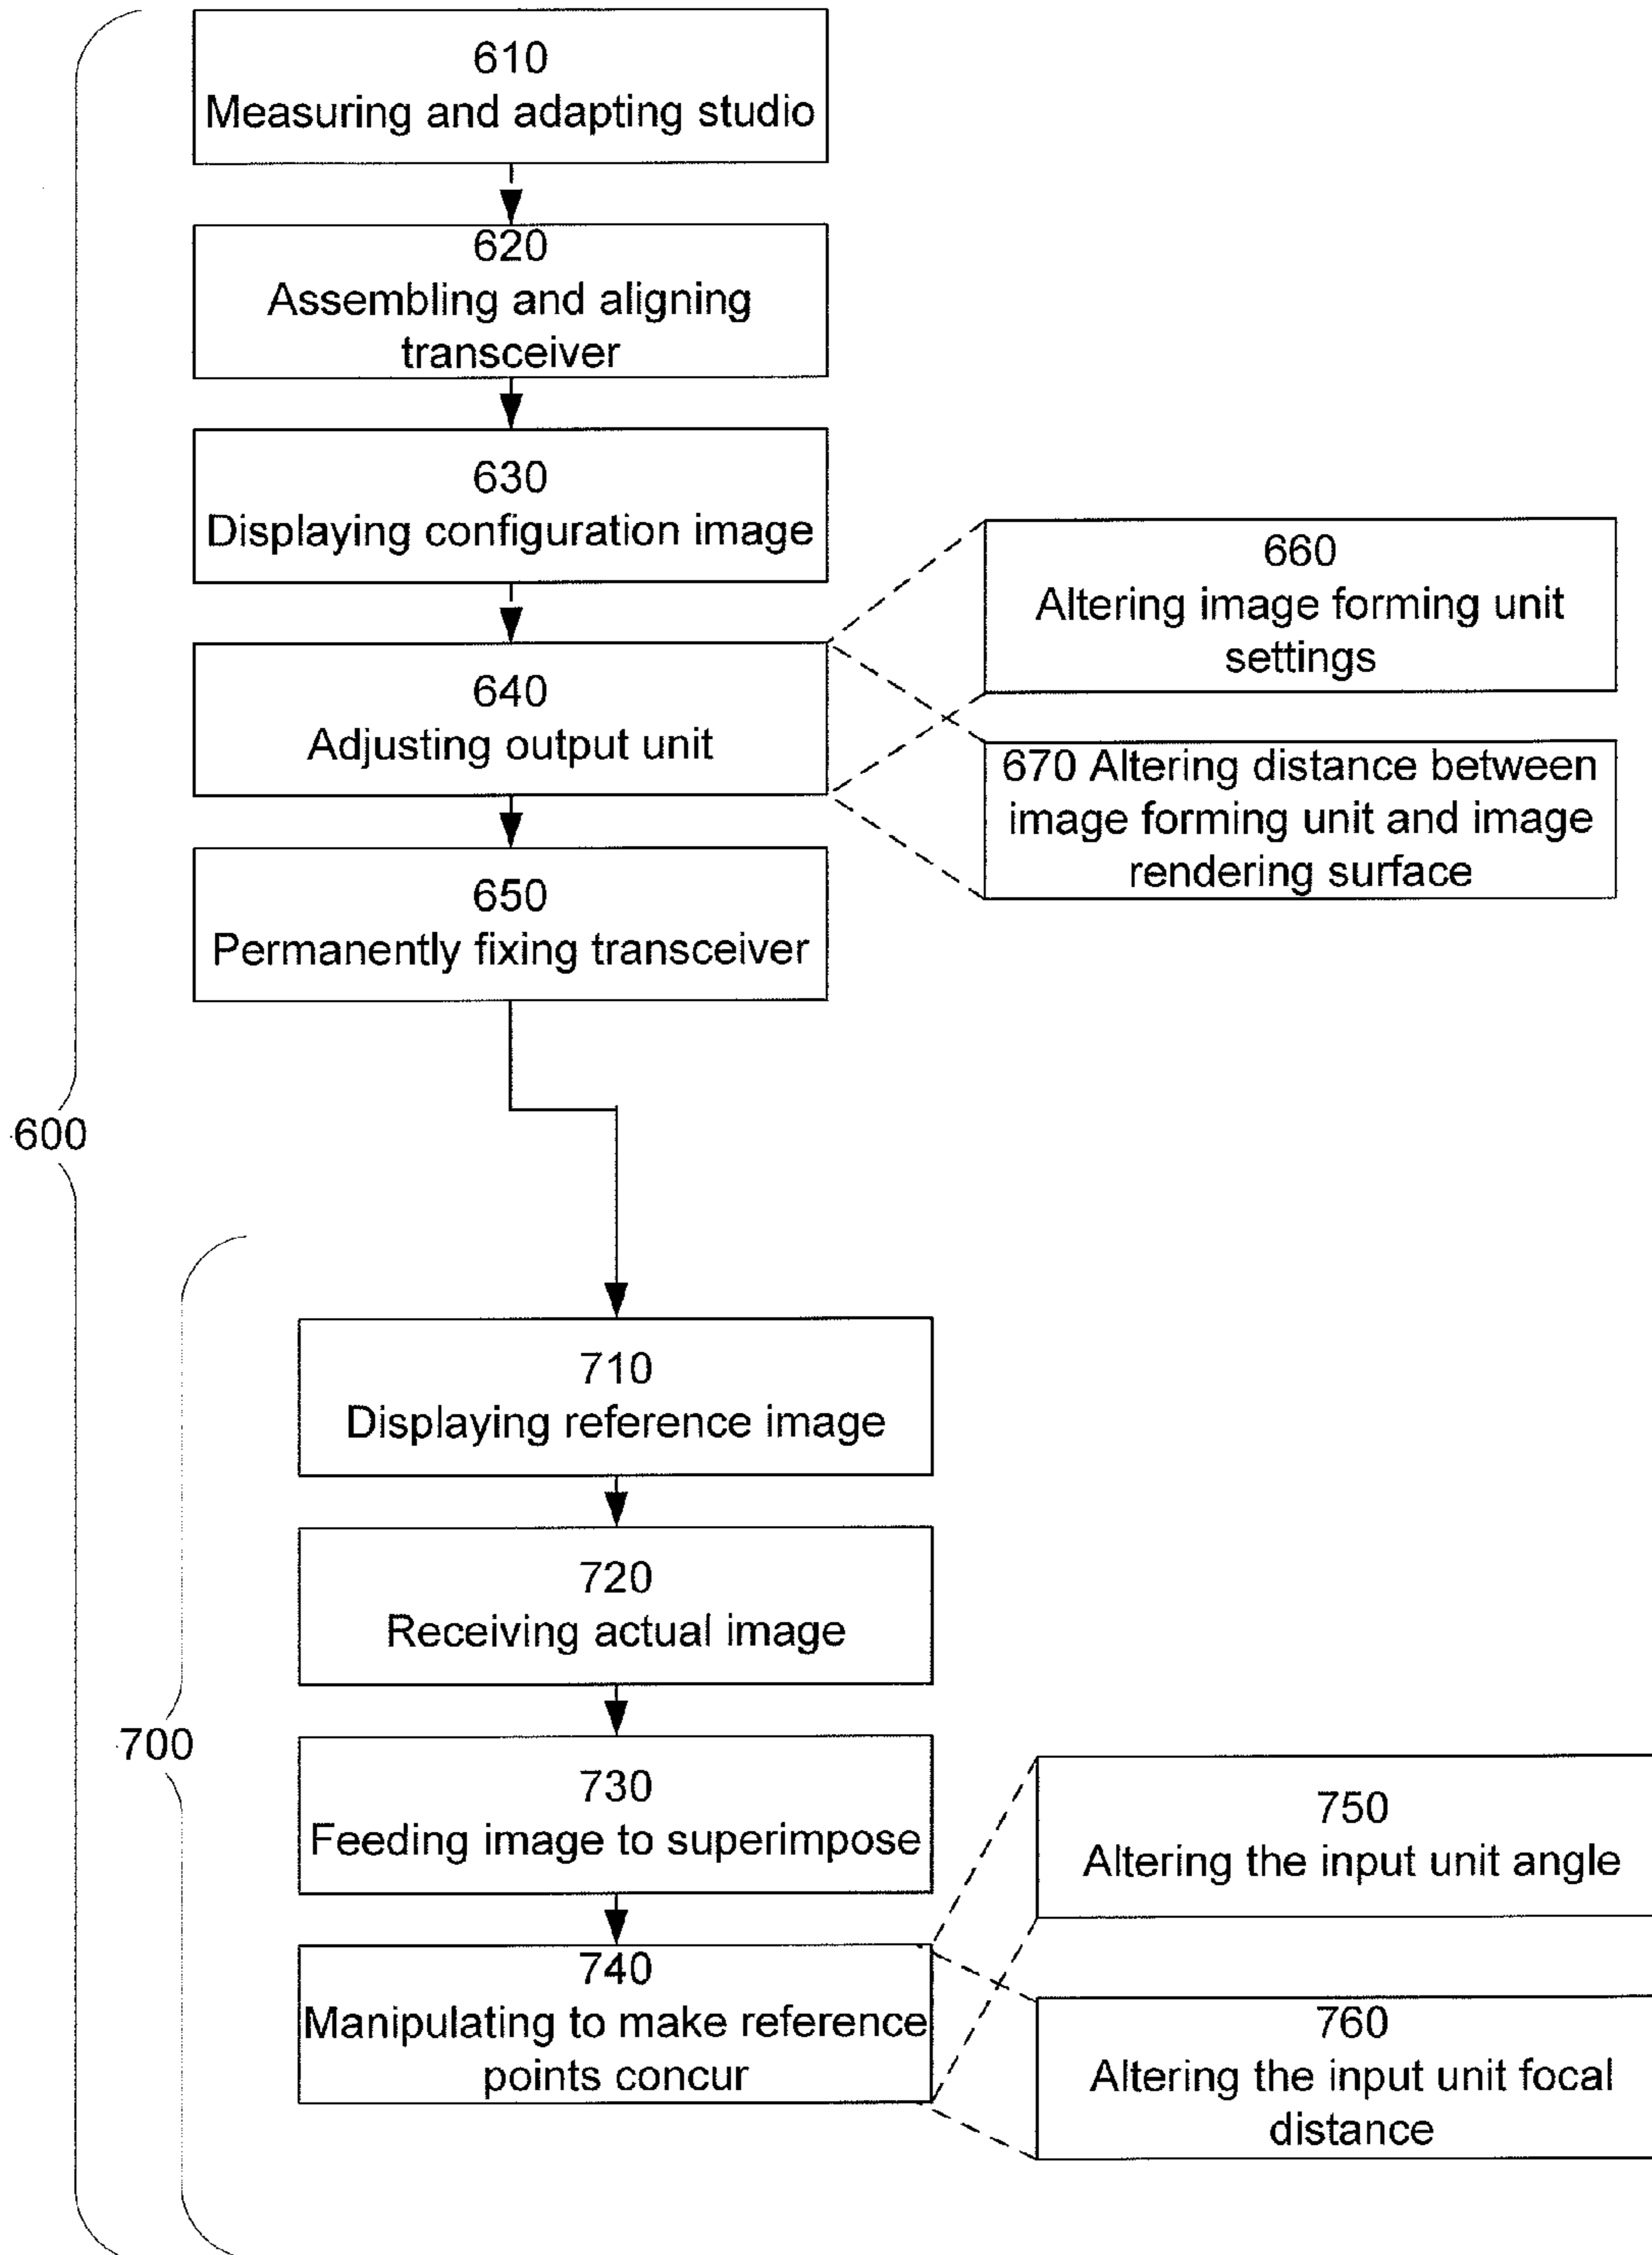 610
Measuring and adapting studio
620
Assembling and aligning
transceiver
630
Displaying configuration image
660
Altering image forming unit
settings
640
Adjusting output unit
670 Altering distance between
image forming unit and image
rendering surface
650
Permanently fixing transceiver
600
710
Displaying reference image
720
Receiving actual image
700
730
Feeding image to superimpose
750
Altering the input unit angle
740
Manipulating to make reference
points concur
760
Altering the input unit focal
distance